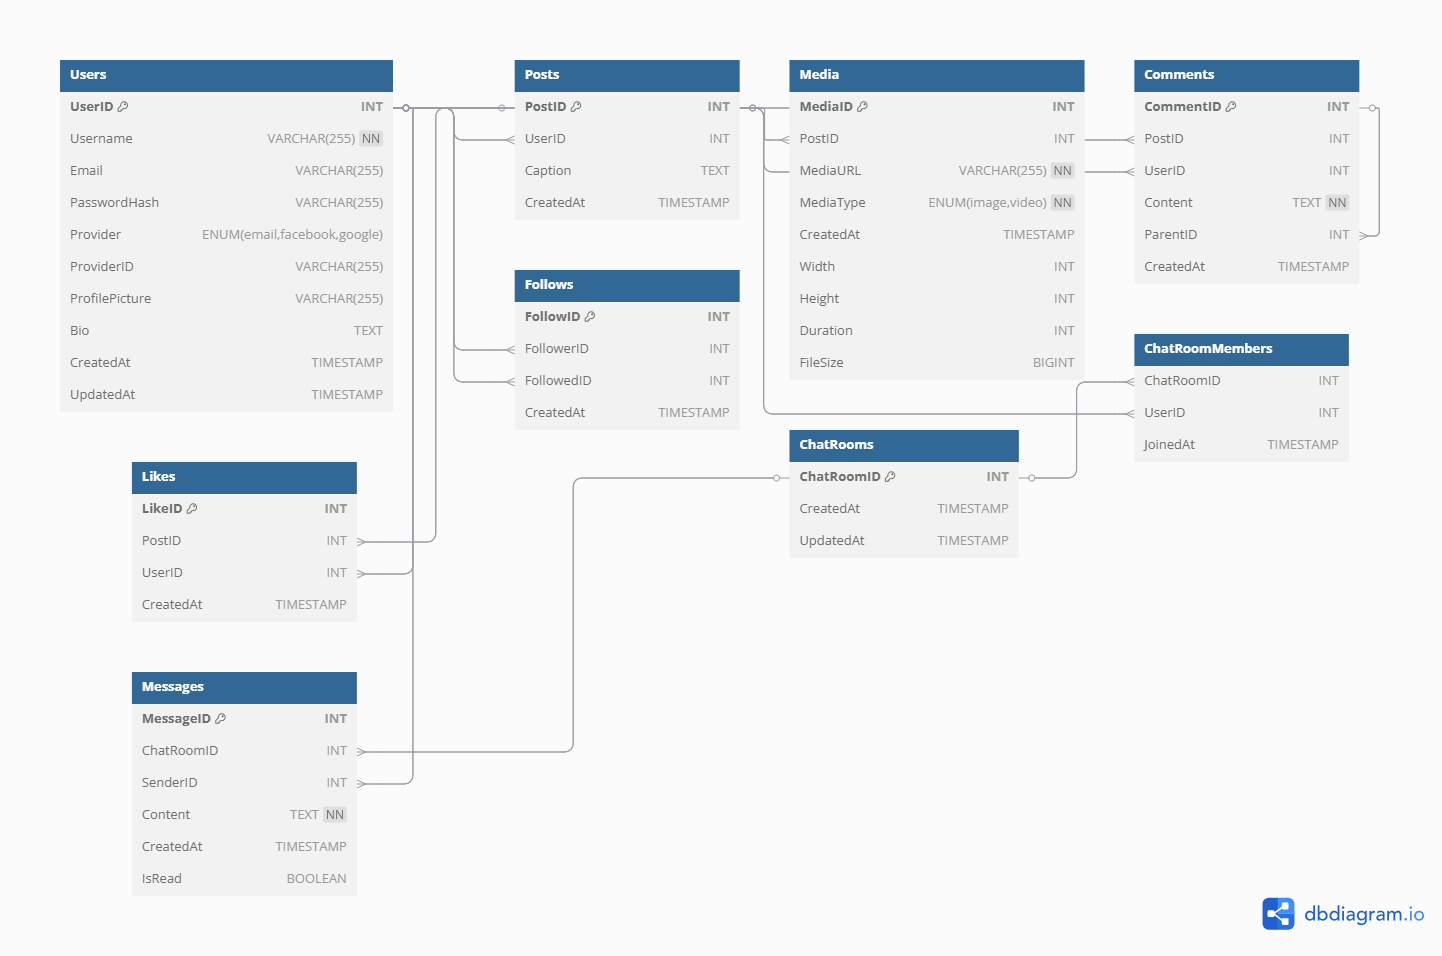 Users
UserID INT
Username VARCHAR(255) NN
Email VARCHAR(255)
PasswordHash VARCHAR(255)
Provider ENUM(email,facebook,google)
ProviderID VARCHAR(255)
ProfilePicture VARCHAR(255)
Bio TEXT
CreatedAt TIMESTAMP
UpdatedAt TIMESTAMP
Posts
PostID INT
UserID INT
Caption TEXT
CreatedAt TIMESTAMP
Media
MediaID INT
PostID INT
MediaURL VARCHAR(255) NN
MediaType ENUM(image,video) NN
CreatedAt TIMESTAMP
Width INT
Height INT
Duration INT
FileSize BIGINT
Comments
CommentID INT
PostID INT
UserID INT
Content TEXT NN
ParentID INT
CreatedAt TIMESTAMP
Follows
FollowID INT
FollowerID INT
FollowedID INT
CreatedAt TIMESTAMP
ChatRoomMembers
ChatRoomID INT
UserID INT
JoinedAt TIMESTAMP
ChatRooms
ChatRoomID INT
CreatedAt TIMESTAMP
UpdatedAt TIMESTAMP
Likes
LikeID INT
PostID INT
UserID INT
CreatedAt TIMESTAMP
Messages
MessageID INT
ChatRoomID INT
SenderID INT
Content TEXT NN
CreatedAt TIMESTAMP
IsRead BOOLEAN
dbdiagram.io